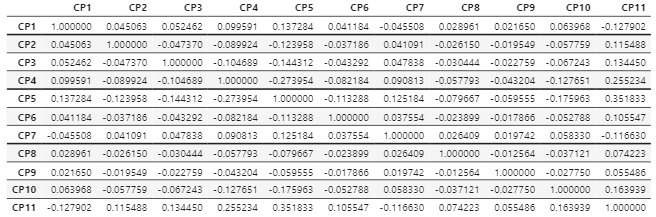 CP1 CP2 CP3 CP4 CP5 CP6 CP7 CP8 CP9 CP10 CP11
CP1 1.000000 0.045063 0.052462 0.099591 0.137284 0.041184 -0.045508 0.028961 0.021650 0.063968 -0.127902
CP2 0.045063 1.000000 -0.047370 -0.089924 -0.123958 -0.037186 0.041091 -0.026150 -0.019549 -0.057759 0.115488
CP3 0.052462 -0.047370 1.000000 -0.104689 -0.144312 -0.043292 0.047838 -0.030444 -0.022759 -0.067243 0.134450
CP4 0.099591 -0.089924 -0.104689 1.000000 -0.273954 -0.082184 0.090813 -0.057793 -0.043204 -0.127651 0.255234
CP5 0.137284 -0.123958 -0.144312 -0.273954 1.000000 -0.113288 0.125184 -0.079667 -0.059555 -0.175963 0.351833
CP6 0.041184 -0.037186 -0.043292 -0.082184 -0.113288 1.000000 0.037554 -0.023899 -0.017866 -0.052788 0.105547
CP7 -0.045508 0.041091 0.047838 0.090813 0.125184 0.037554 1.000000 0.026409 0.019742 0.058330 -0.116630
CP8 0.028961 -0.026150 -0.030444 -0.057793 -0.079667 -0.023899 0.026409 1.000000 -0.012564 -0.037121 0.074223
CP9 0.021650 -0.019549 -0.022759 -0.043204 -0.059555 -0.017866 0.019742 -0.012564 1.000000 -0.027750 0.055486
CP10 0.063968 -0.057759 -0.067243 -0.127651 -0.175963 -0.052788 0.058330 -0.037121 -0.027750 1.000000 0.163939
CP11 -0.127902 0.115488 0.134450 0.255234 0.351833 0.105547 -0.116630 0.074223 0.055486 0.163939 1.000000